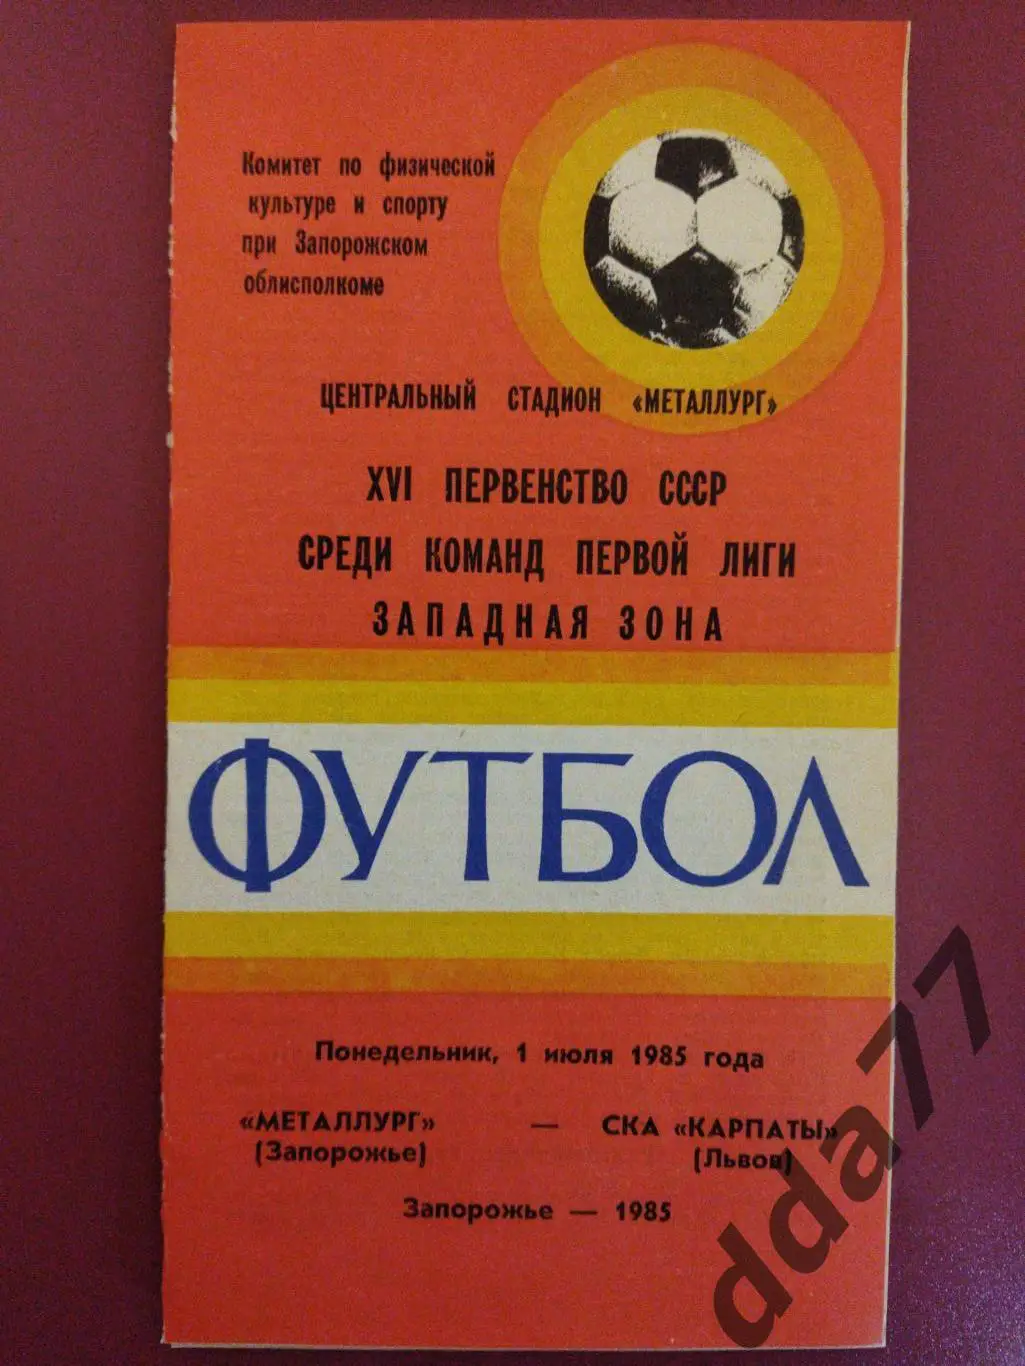 Комитет по физической
культуре и спорту
при Запорожском
облисполкоме
ЦЕНТРАЛЬНЫЙ СТАДИОН «МЕТАЛЛУРГ»
XVI ПЕРВЕНСТВО СССР
СРЕДИ КОМАНД ПЕРВОЙ ЛИГИ
ЗАПАДНАЯ ЗОНА
ФУТБОЛ
Понедельник, 1 июля 1985 года
«МЕТАЛЛУРГ» — СКА «КАРПАТЫ»
(Запорожье) (Львов)
Запорожье — 1985
dda77